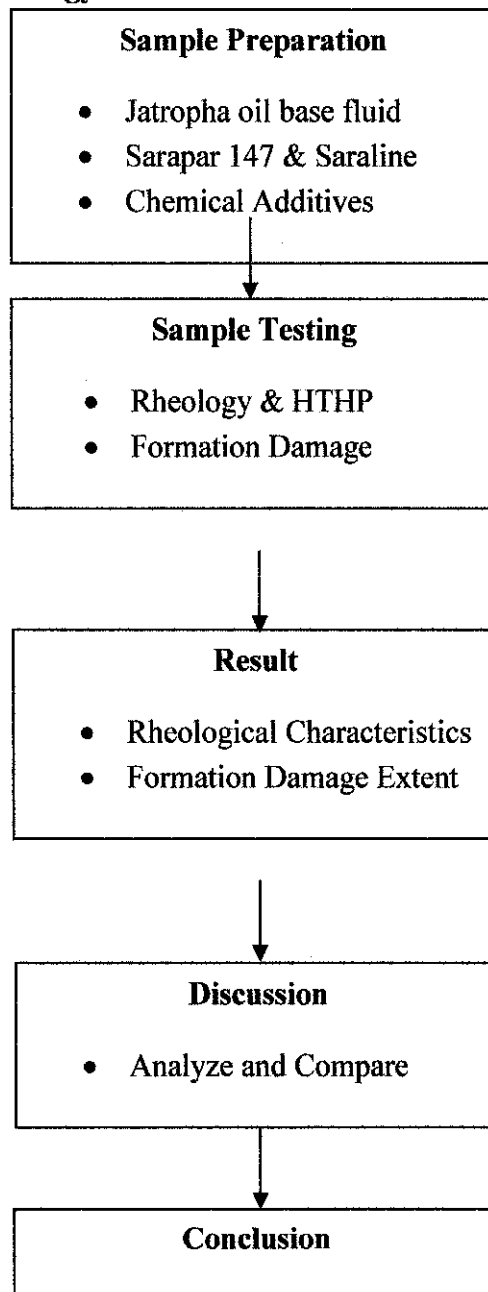 Sample Preparation
• Jatropha oil base fluid
• Sarapar 147 & Saraline
• Chemical Additives
Sample Testing
• Rheology & HTHP
• Formation Damage
Result
• Rheological Characteristics
• Formation Damage Extent
Discussion
• Analyze and Compare
Conclusion